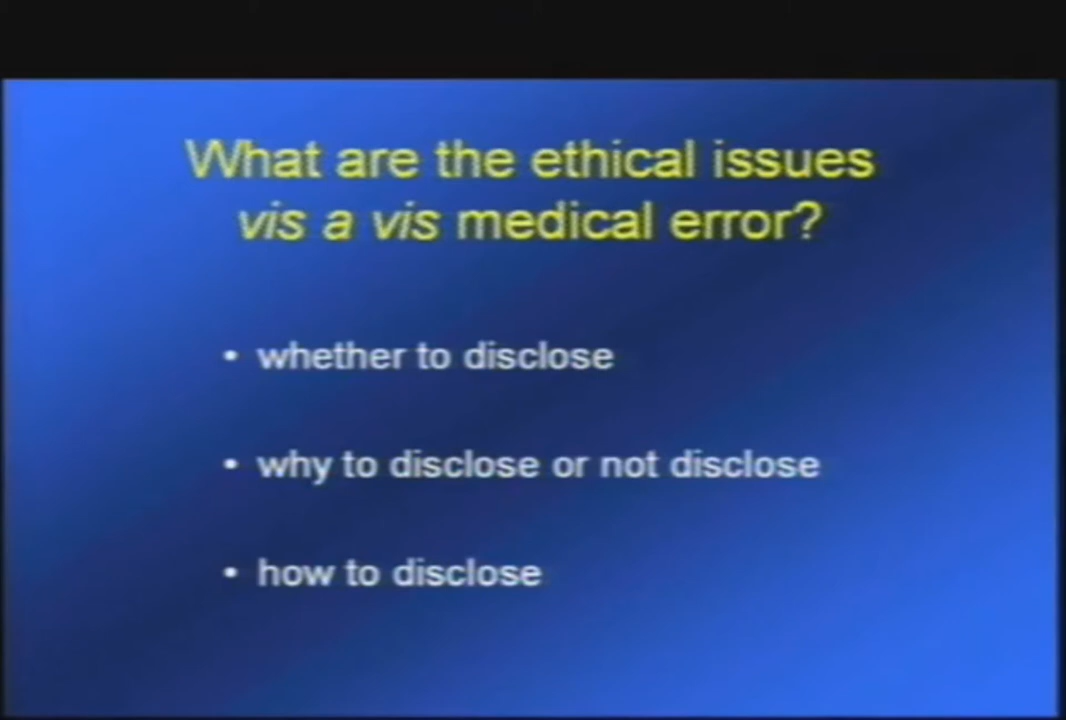 What are the ethical issues
vis a vis medical error?
• whether to disclose
• why to disclose or not disclose
• how to disclose